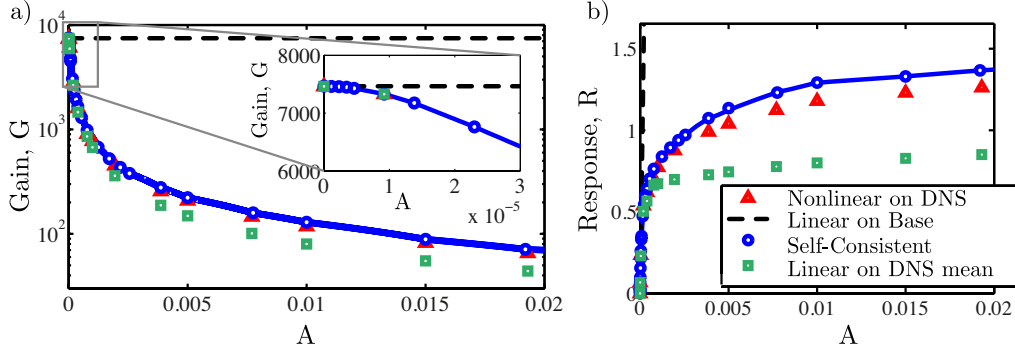 a)
Gain, G
10^4
10^3
10^2
0
0.005
0.01
0.015
0.02
A
Gain, G
8000
7000
6000
0
1
2
3
A
x 10^-5
b)
Response, R
1.5
1
0.5
0
0
0.005
0.01
0.015
0.02
A
Nonlinear on DNS
Linear on Base
Self-Consistent
Linear on DNS mean